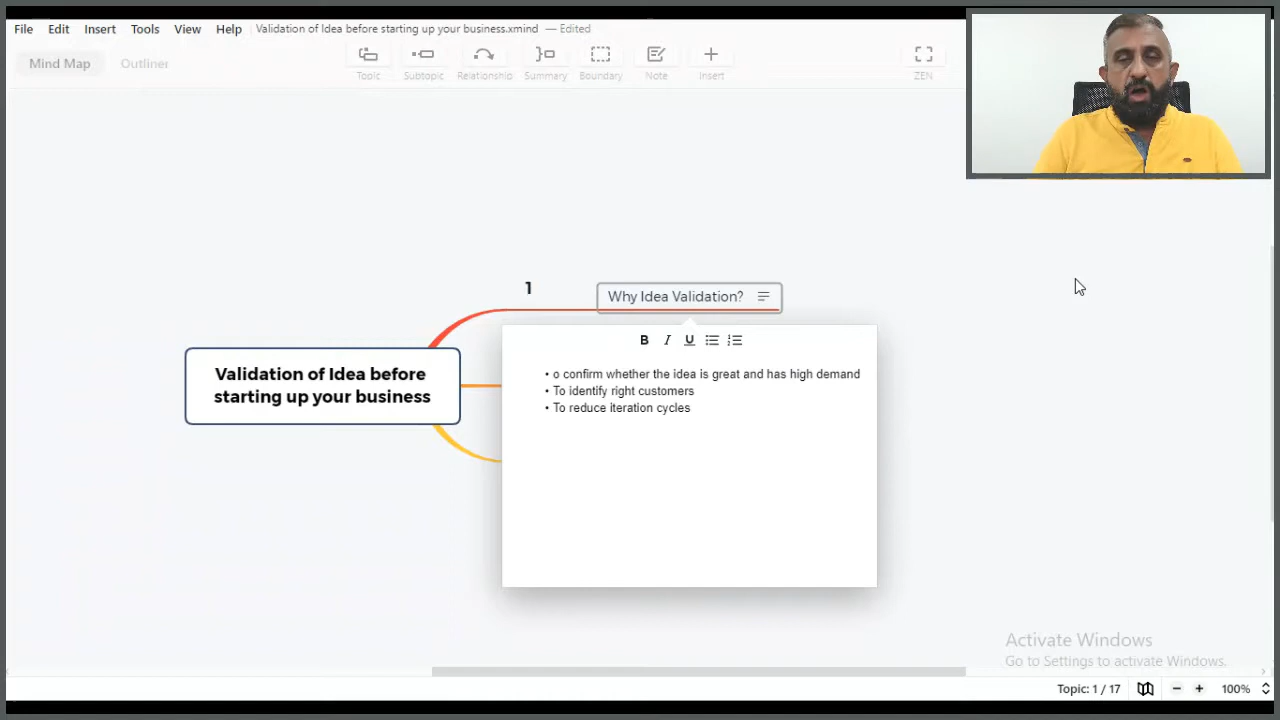 File Edit Insert Tools View Help Validation of Idea before starting up your business.xmind — Edited
Mind Map Outliner
Topic Subtopic Relationship Summary Boundary Note Insert ZEN
1
Why Idea Validation?
B I U
Validation of Idea before
starting up your business
• o confirm whether the idea is great and has high demand
• To identify right customers
• To reduce iteration cycles
Activate Windows
Go to Settings to activate Windows.
Topic: 1 / 17 100%